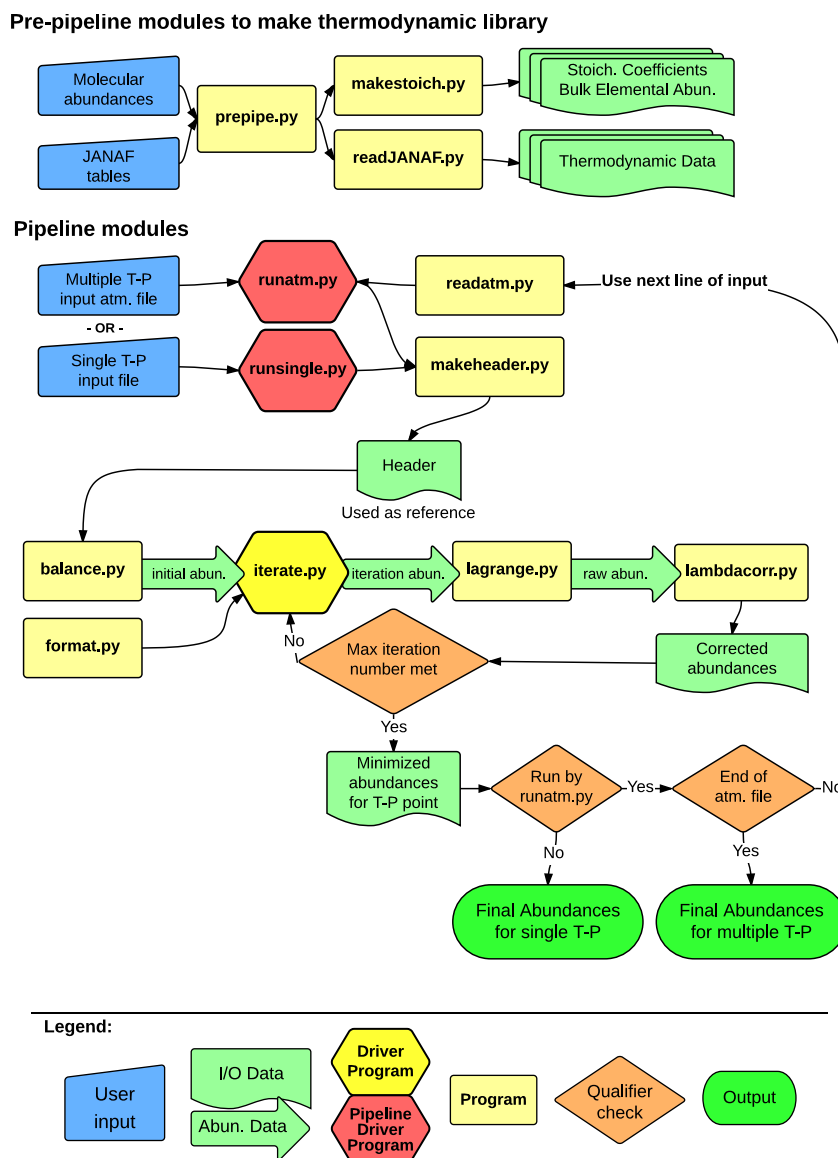 Pre-pipeline modules to make thermodynamic library
Molecular
abundances
prepipe.py
makestoich.py
Stoich. Coefficients
Bulk Elemental Abun.
JANAF
tables
readJANAF.py
Thermodynamic Data
Pipeline modules
Multiple T-P
input atm. file
runatm.py
readatm.py
Use next line of input
- OR -
Single T-P
input file
runsingle.py
makeheader.py
Header
Used as reference
balance.py
initial abun.
iterate.py
iteration abun.
lagrange.py
raw abun.
lambdacorr.py
format.py
No
Max iteration
number met
Corrected
abundances
Yes
Minimized
abundances
for T-P point
Run by
runatm.py
Yes
End of
atm. file
No
No
Yes
Final Abundances
for single T-P
Final Abundances
for multiple T-P
Legend:
User
input
I/O Data
Abun. Data
Driver
Program
Pipeline
Driver
Program
Program
Qualifier
check
Output